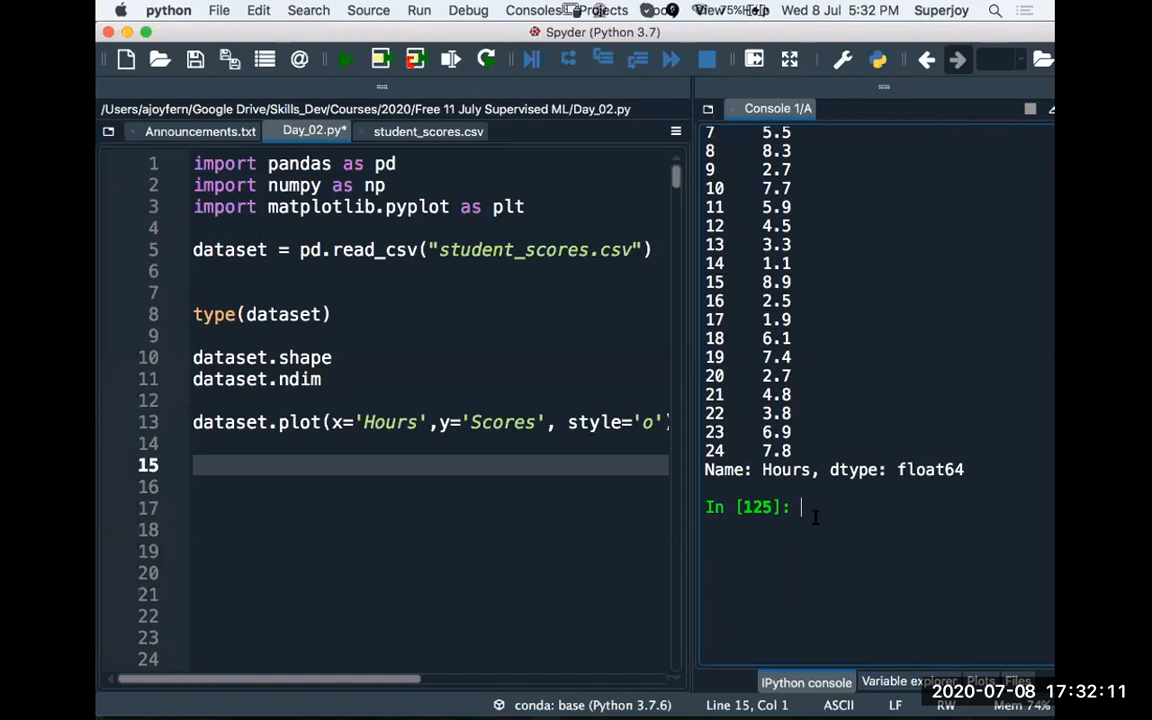 python File Edit Search Source Run Debug Consoles Projects View 75% Help Wed 8 Jul 5:32 PM Superjoy
Spyder (Python 3.7)
/Users/ajoyfern/Google Drive/Skills_Dev/Courses/2020/Free 11 July Supervised ML/Day_02.py
Announcements.txt Day_02.py* student_scores.csv
1 import pandas as pd
2 import numpy as np
3 import matplotlib.pyplot as plt
4
5 dataset = pd.read_csv("student_scores.csv")
6
7
8 type(dataset)
9
10 dataset.shape
11 dataset.ndim
12
13 dataset.plot(x='Hours',y='Scores', style='o')
14
15
16
17
18
19
20
21
22
23
24
Console 1/A
7 5.5
8 8.3
9 2.7
10 7.7
11 5.9
12 4.5
13 3.3
14 1.1
15 8.9
16 2.5
17 1.9
18 6.1
19 7.4
20 2.7
21 4.8
22 3.8
23 6.9
24 7.8
Name: Hours, dtype: float64
In [125]:
IPython console Variable explorer Plots Files
2020-07-08 17:32:11
conda: base (Python 3.7.6) Line 15, Col 1 ASCII LF RW Mem 74%